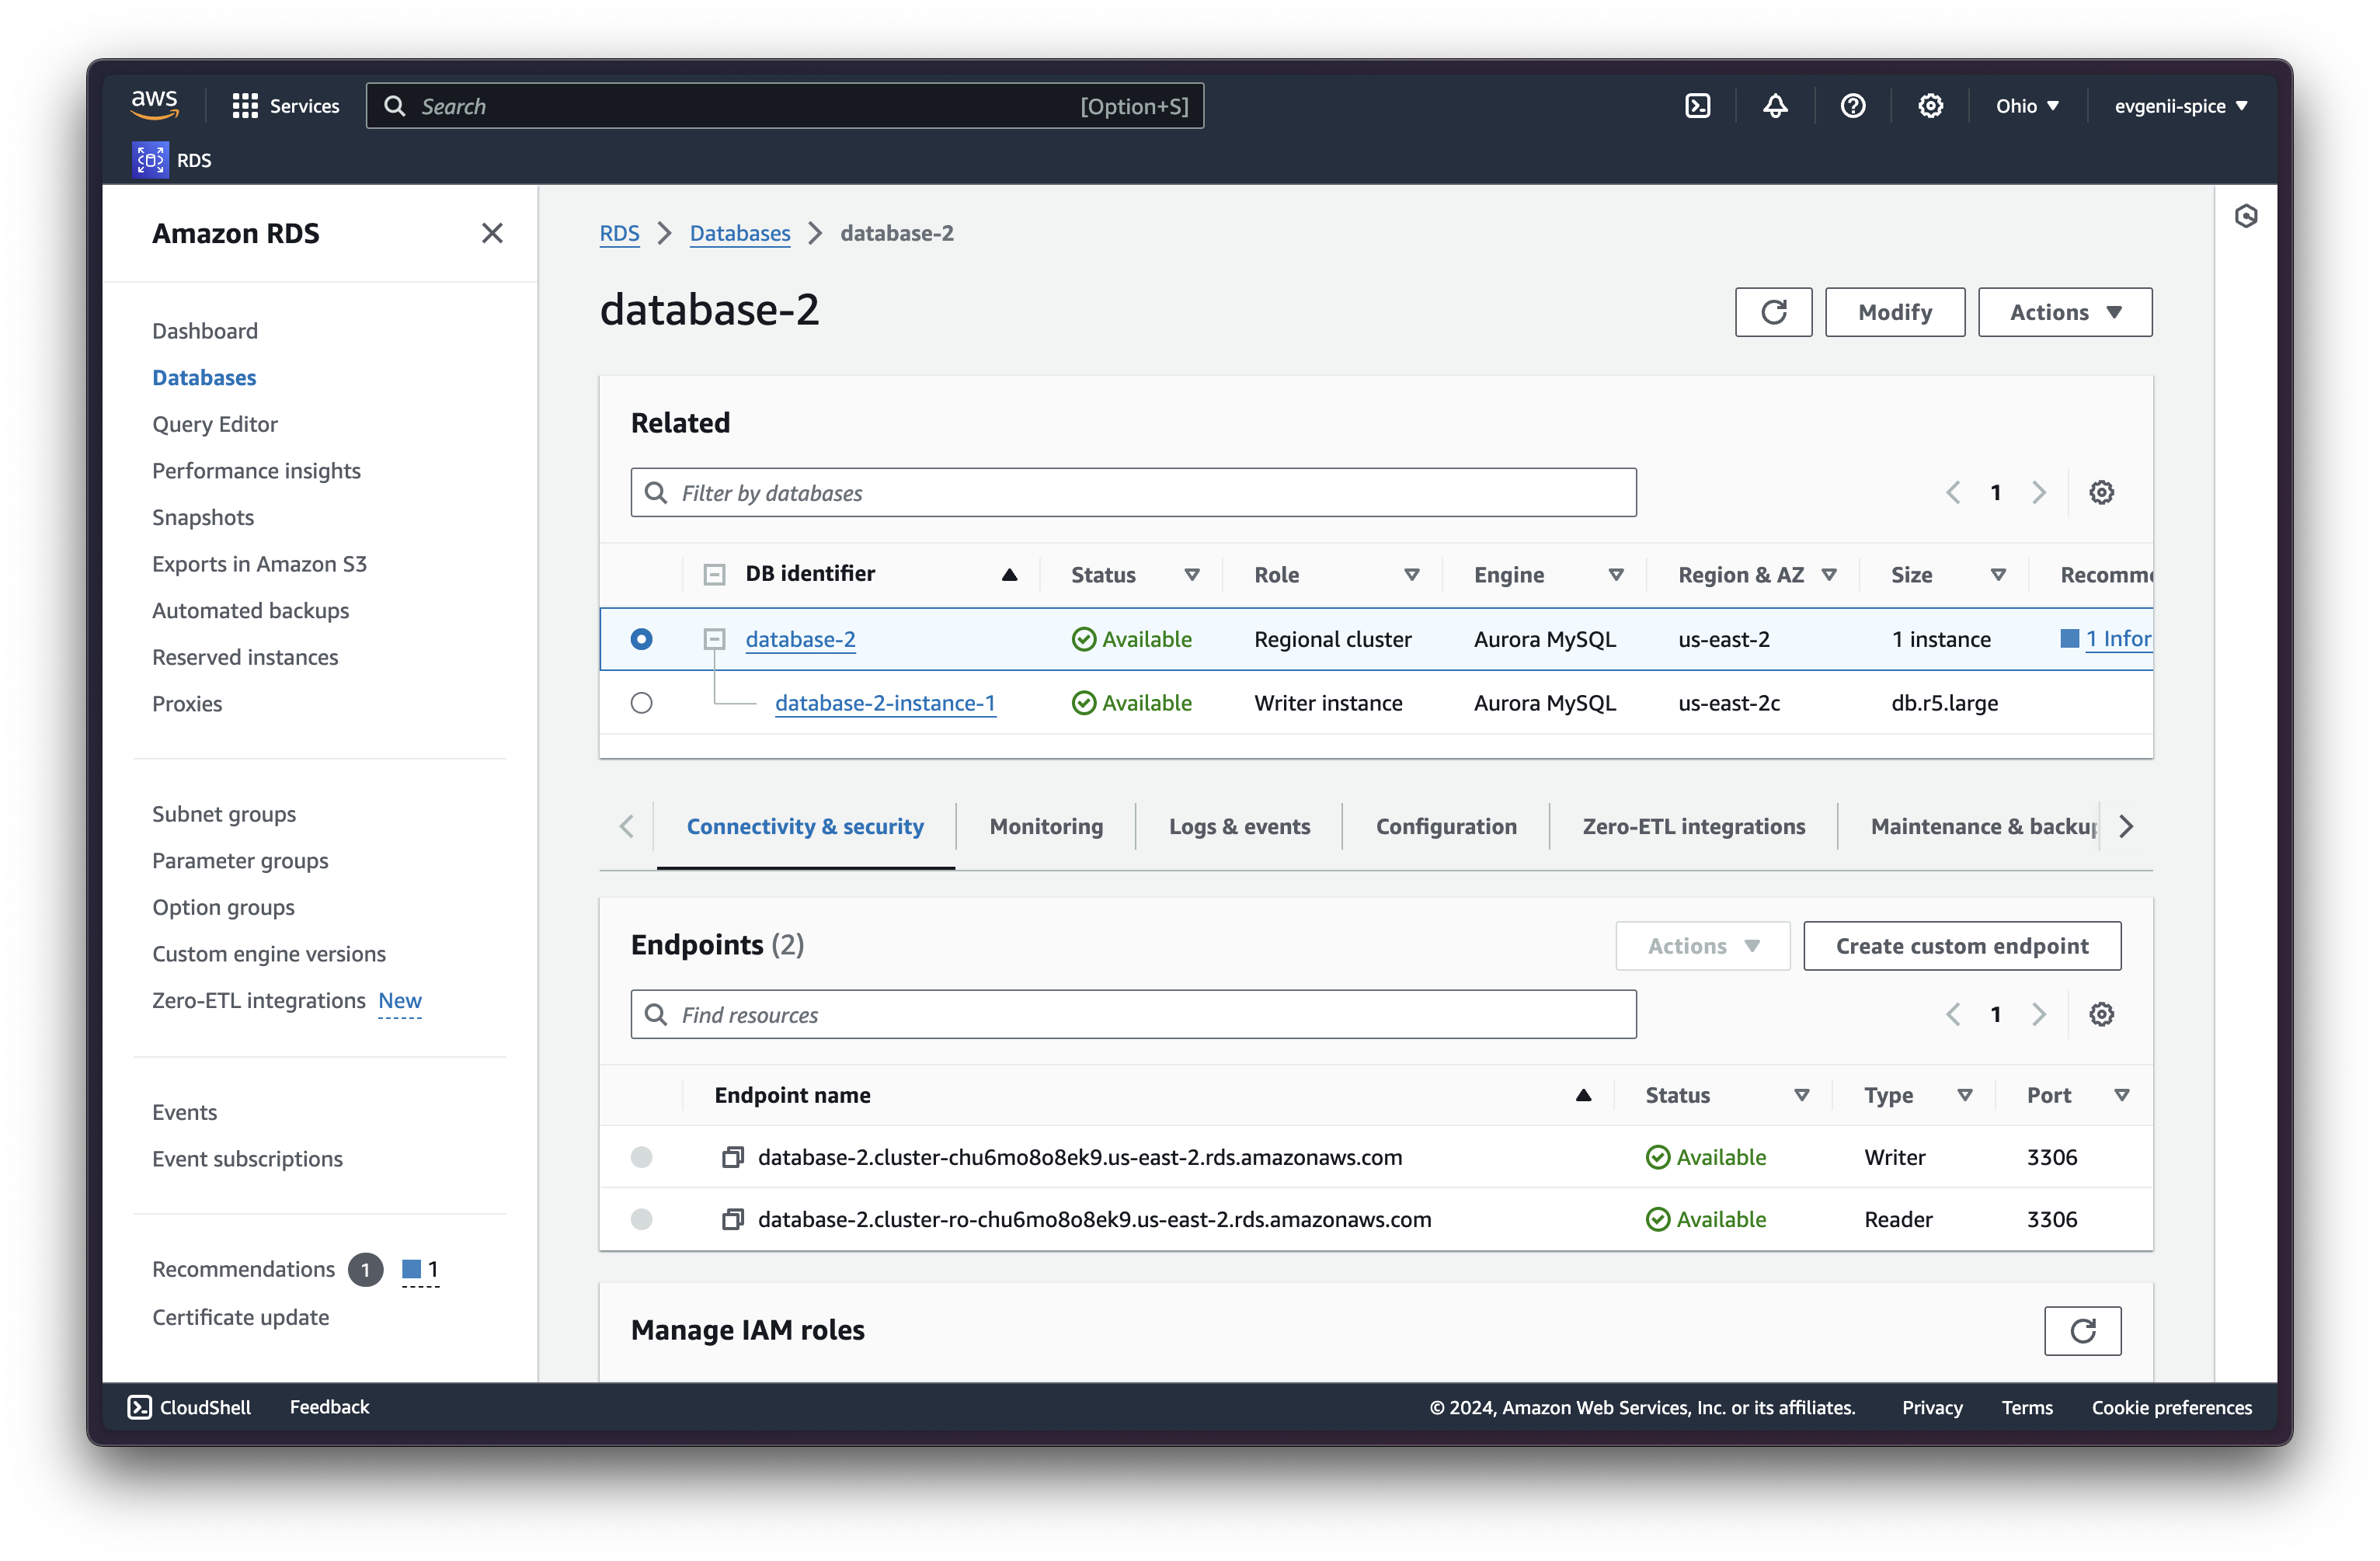 aws Services Search [Option+S] Ohio evgenii-spice
RDS
Amazon RDS
Dashboard
Databases
Query Editor
Performance insights
Snapshots
Exports in Amazon S3
Automated backups
Reserved instances
Proxies
Subnet groups
Parameter groups
Option groups
Custom engine versions
Zero-ETL integrations New
Events
Event subscriptions
Recommendations 1 1
Certificate update
RDS > Databases > database-2
database-2
Modify Actions
Related
Filter by databases 1
DB identifier Status Role Engine Region & AZ Size Recomme
database-2 Available Regional cluster Aurora MySQL us-east-2 1 instance 1 Infor
database-2-instance-1 Available Writer instance Aurora MySQL us-east-2c db.r5.large
Connectivity & security Monitoring Logs & events Configuration Zero-ETL integrations Maintenance & backup
Endpoints (2) Actions Create custom endpoint
Find resources 1
Endpoint name Status Type Port
database-2.cluster-chu6mo8o8ek9.us-east-2.rds.amazonaws.com Available Writer 3306
database-2.cluster-ro-chu6mo8o8ek9.us-east-2.rds.amazonaws.com Available Reader 3306
Manage IAM roles
CloudShell Feedback © 2024, Amazon Web Services, Inc. or its affiliates. Privacy Terms Cookie preferences